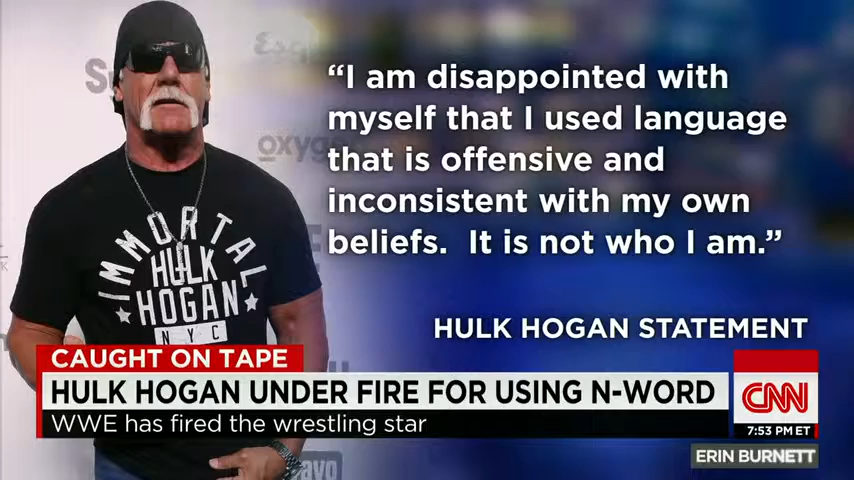 Esquire
oxygen
"I am disappointed with
myself that I used language
that is offensive and
inconsistent with my own
beliefs. It is not who I am."
HULK HOGAN STATEMENT
IMMORTAL
HULK
HOGAN
NYC
CAUGHT ON TAPE
HULK HOGAN UNDER FIRE FOR USING N-WORD
WWE has fired the wrestling star
CNN
7:53 PM ET
ERIN BURNETT